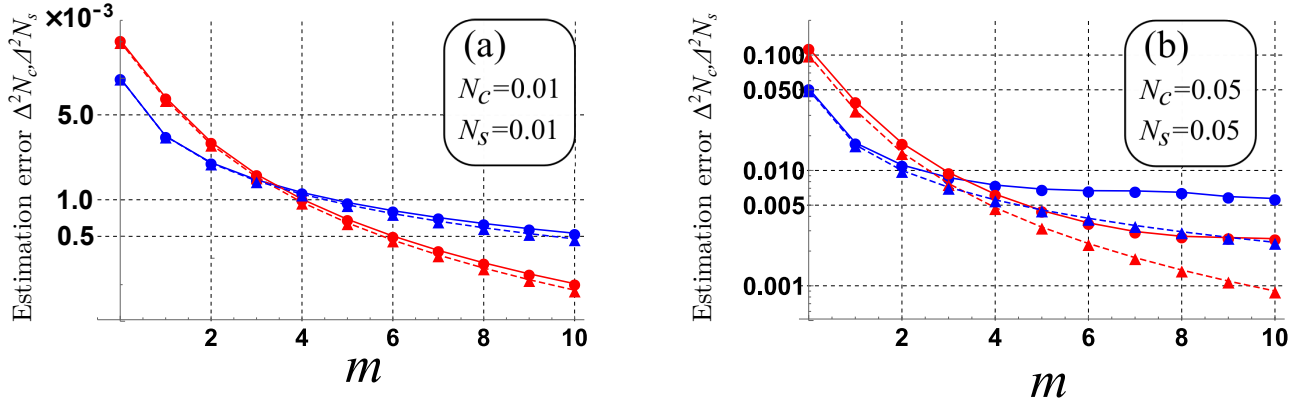 ×10⁻³
5.0
1.0
0.5
Estimation error Δ²N_c,Δ²N_s
(a)
N_c=0.01
N_s=0.01
2 4 6 8 10
m
0.100
0.050
0.010
0.005
0.001
Estimation error Δ²N_c,Δ²N_s
(b)
N_c=0.05
N_s=0.05
2 4 6 8 10
m